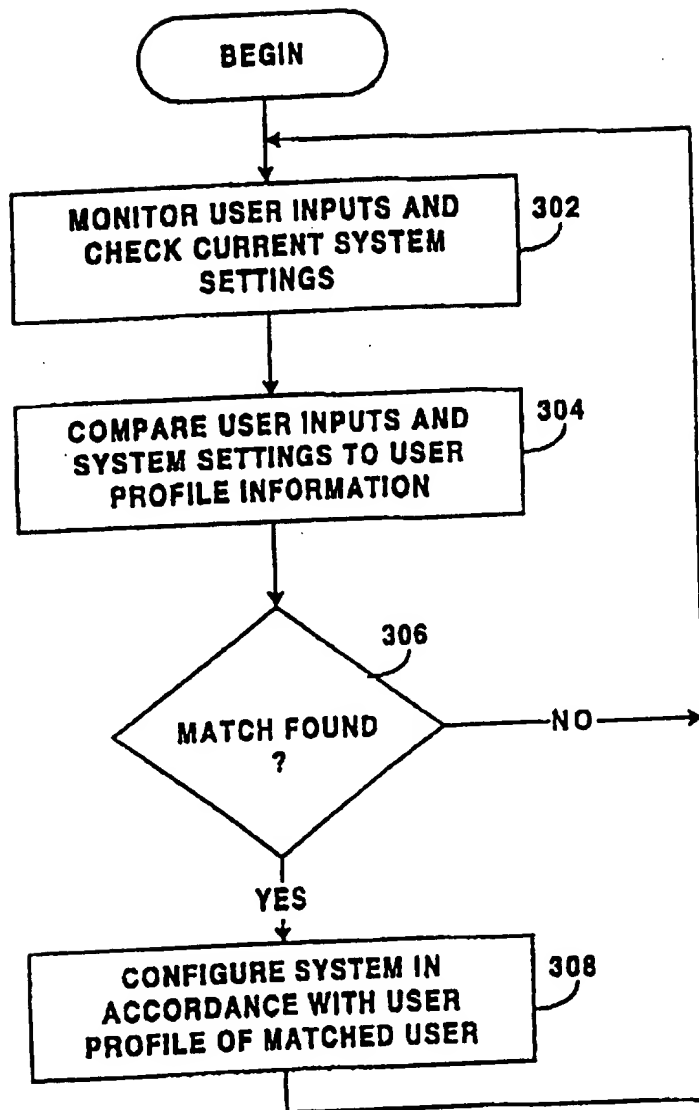 BEGIN
MONITOR USER INPUTS AND
CHECK CURRENT SYSTEM
SETTINGS
302
COMPARE USER INPUTS AND
SYSTEM SETTINGS TO USER
PROFILE INFORMATION
304
306
MATCH FOUND
?
NO
YES
CONFIGURE SYSTEM IN
ACCORDANCE WITH USER
PROFILE OF MATCHED USER
308